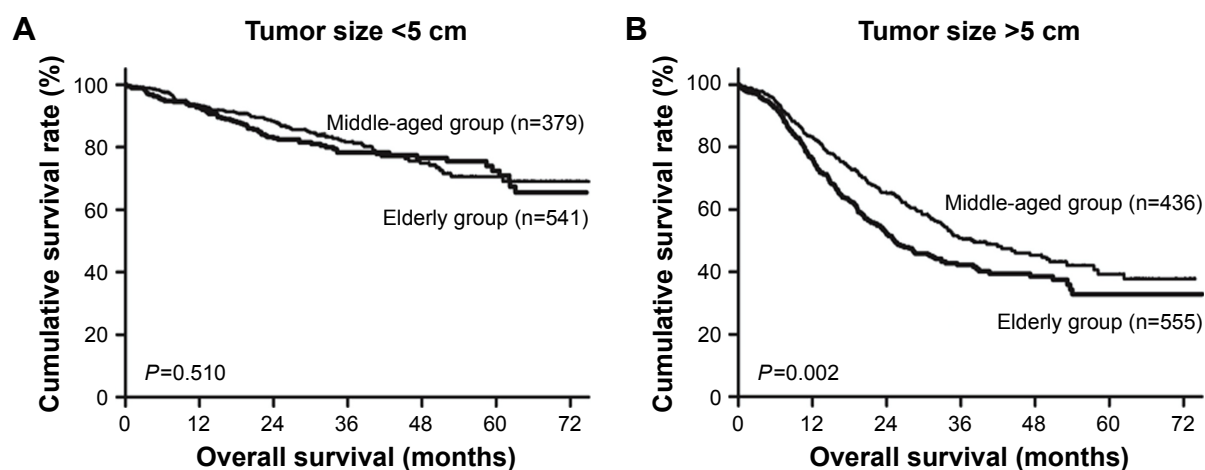 A
Tumor size <5 cm
Cumulative survival rate (%)
100
80
60
40
20
0
Middle-aged group (n=379)
Elderly group (n=541)
P=0.510
0 12 24 36 48 60 72
Overall survival (months)
B
Tumor size >5 cm
Cumulative survival rate (%)
100
80
60
40
20
0
Middle-aged group (n=436)
Elderly group (n=555)
P=0.002
0 12 24 36 48 60 72
Overall survival (months)